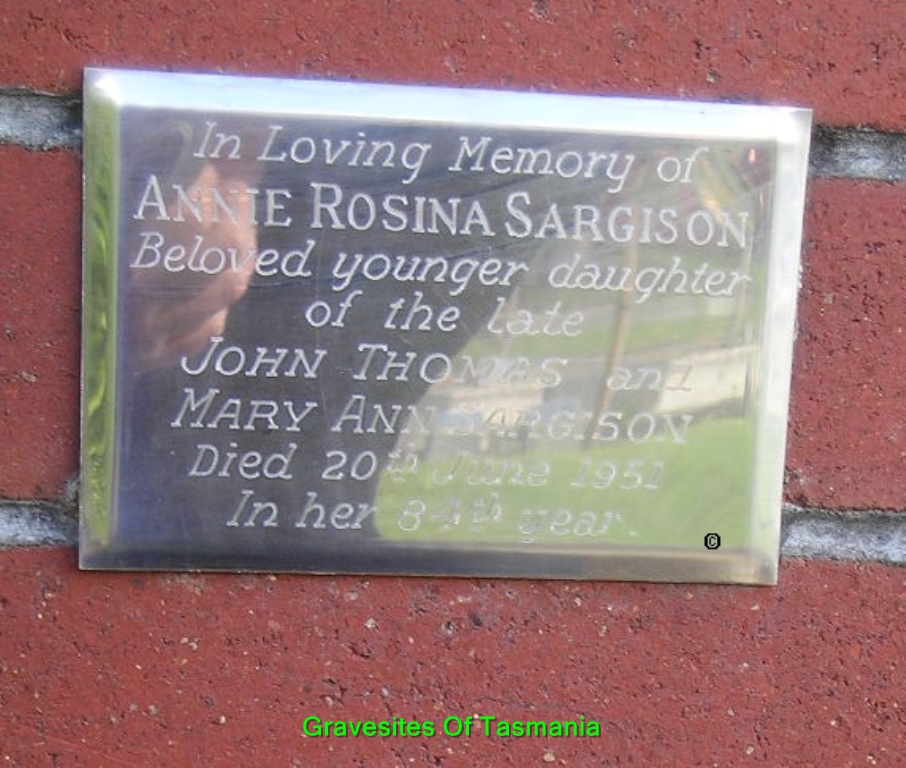 In Loving Memory of
ANNIE ROSINA SARGISON
Beloved younger daughter
of the late
JOHN THOMAS and
MARY ANN SARGISON
Died 20th June 1951
In her 84th year.
©
Gravesites Of Tasmania